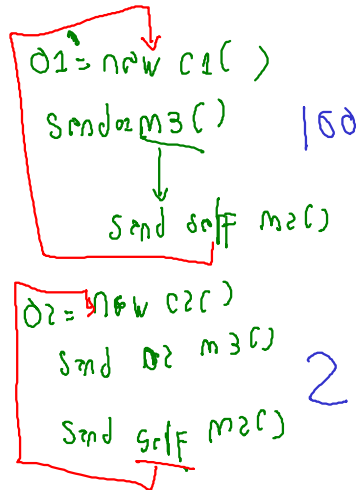 o1 = new c1( )
send o1 m3( )
100
send self m2( )
o2 = new c2( )
send o2 m3( )
2
send self m2( )